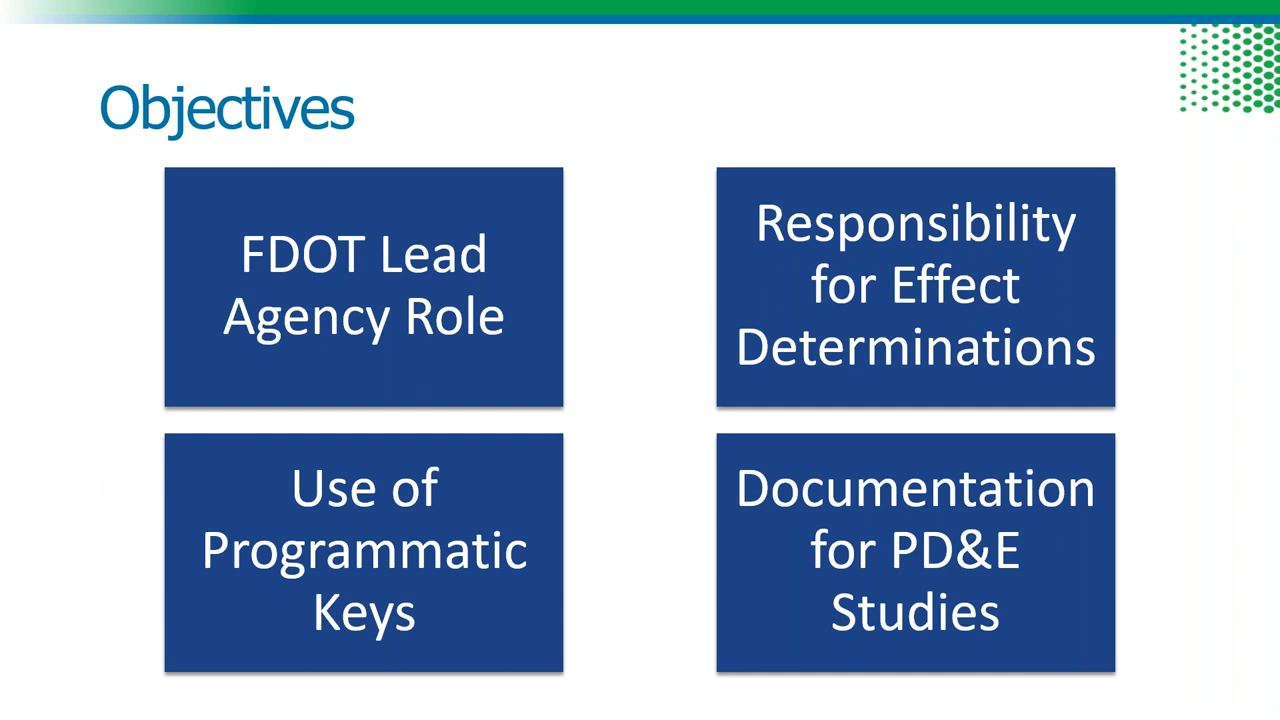 Objectives
FDOT Lead
Agency Role
Responsibility
for Effect
Determinations
Use of
Programmatic
Keys
Documentation
for PD&E
Studies